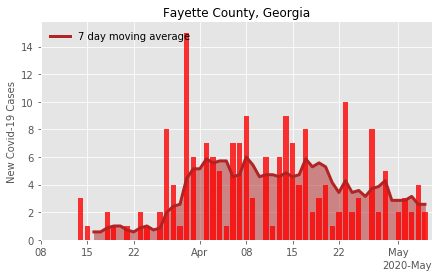 Fayette County, Georgia
7 day moving average
New Covid-19 Cases
14
12
10
8
6
4
2
0
08 15 22 Apr 08 15 22 May
2020-May